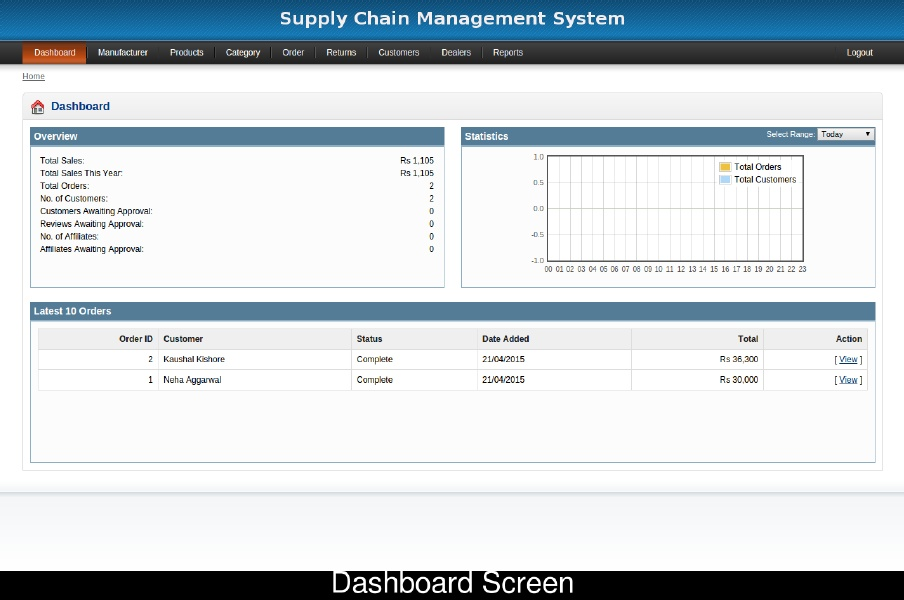 Supply Chain Management System
Dashboard Manufacturer Products Category Order Returns Customers Dealers Reports Logout
Home
Dashboard
Overview
Total Sales: Rs 1,105
Total Sales This Year: Rs 1,105
Total Orders: 2
No. of Customers: 2
Customers Awaiting Approval: 0
Reviews Awaiting Approval: 0
No. of Affiliates: 0
Affiliates Awaiting Approval: 0
Statistics Select Range: Today
1.0
0.5
0.0
-0.5
-1.0
Total Orders
Total Customers
00 01 02 03 04 05 06 07 08 09 10 11 12 13 14 15 16 17 18 19 20 21 22 23
Latest 10 Orders
Order ID Customer Status Date Added Total Action
2 Kaushal Kishore Complete 21/04/2015 Rs 36,300 [ View ]
1 Neha Aggarwal Complete 21/04/2015 Rs 30,000 [ View ]
Dashboard Screen